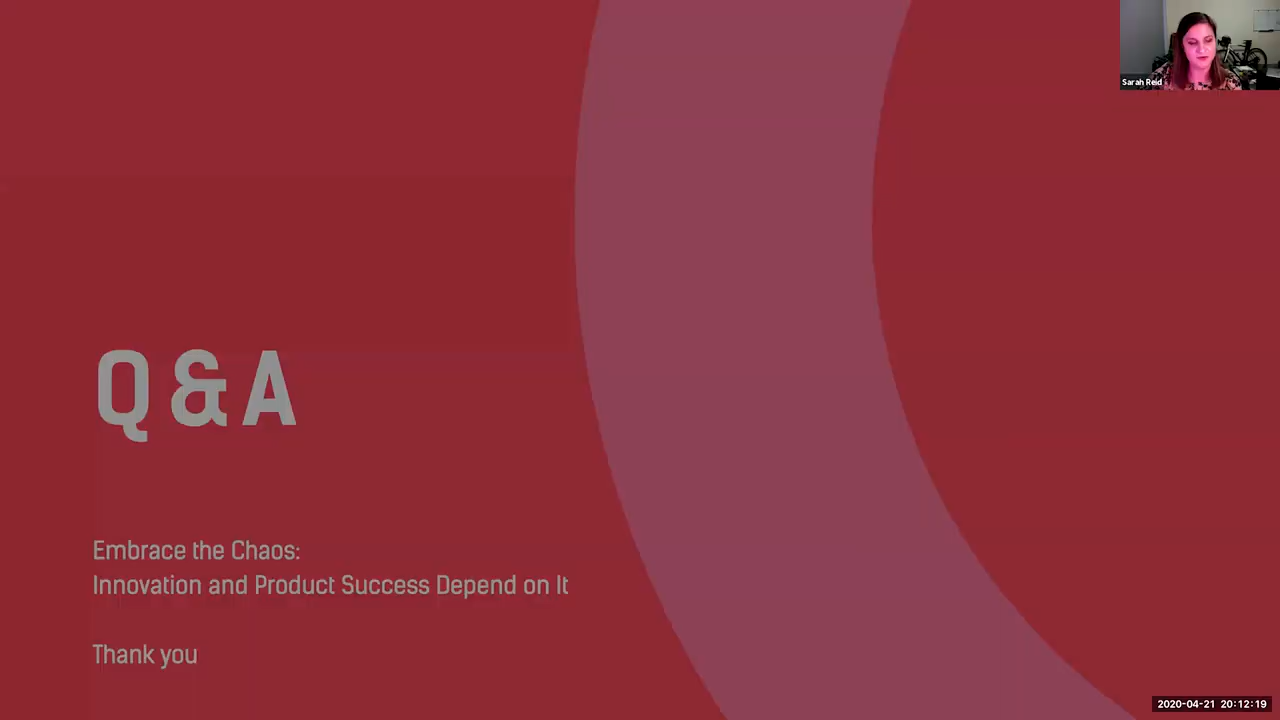 Sarah Reid
Q & A
Embrace the Chaos:
Innovation and Product Success Depend on It
Thank you
2020-04-21 20:12:19